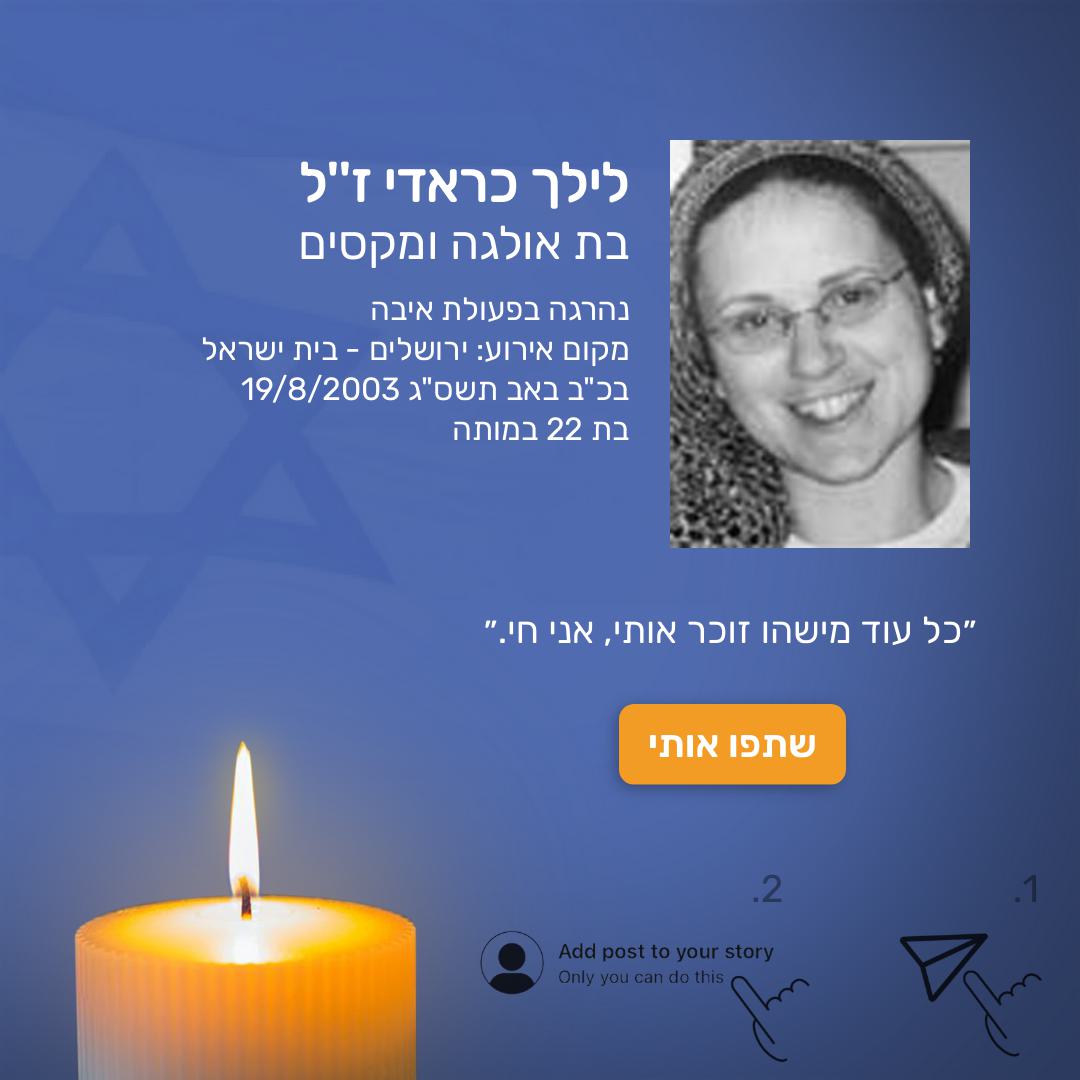 לילך כראדי ז"ל
בת אולגה ומקסים
נהרגה בפעולת איבה
מקום אירוע: ירושלים - בית ישראל
בכ"ב באב תשס"ג 19/8/2003
בת 22 במותה
״כל עוד מישהו זוכר אותי, אני חי.״
שתפו אותי
.1
.2
Add post to your story
Only you can do this